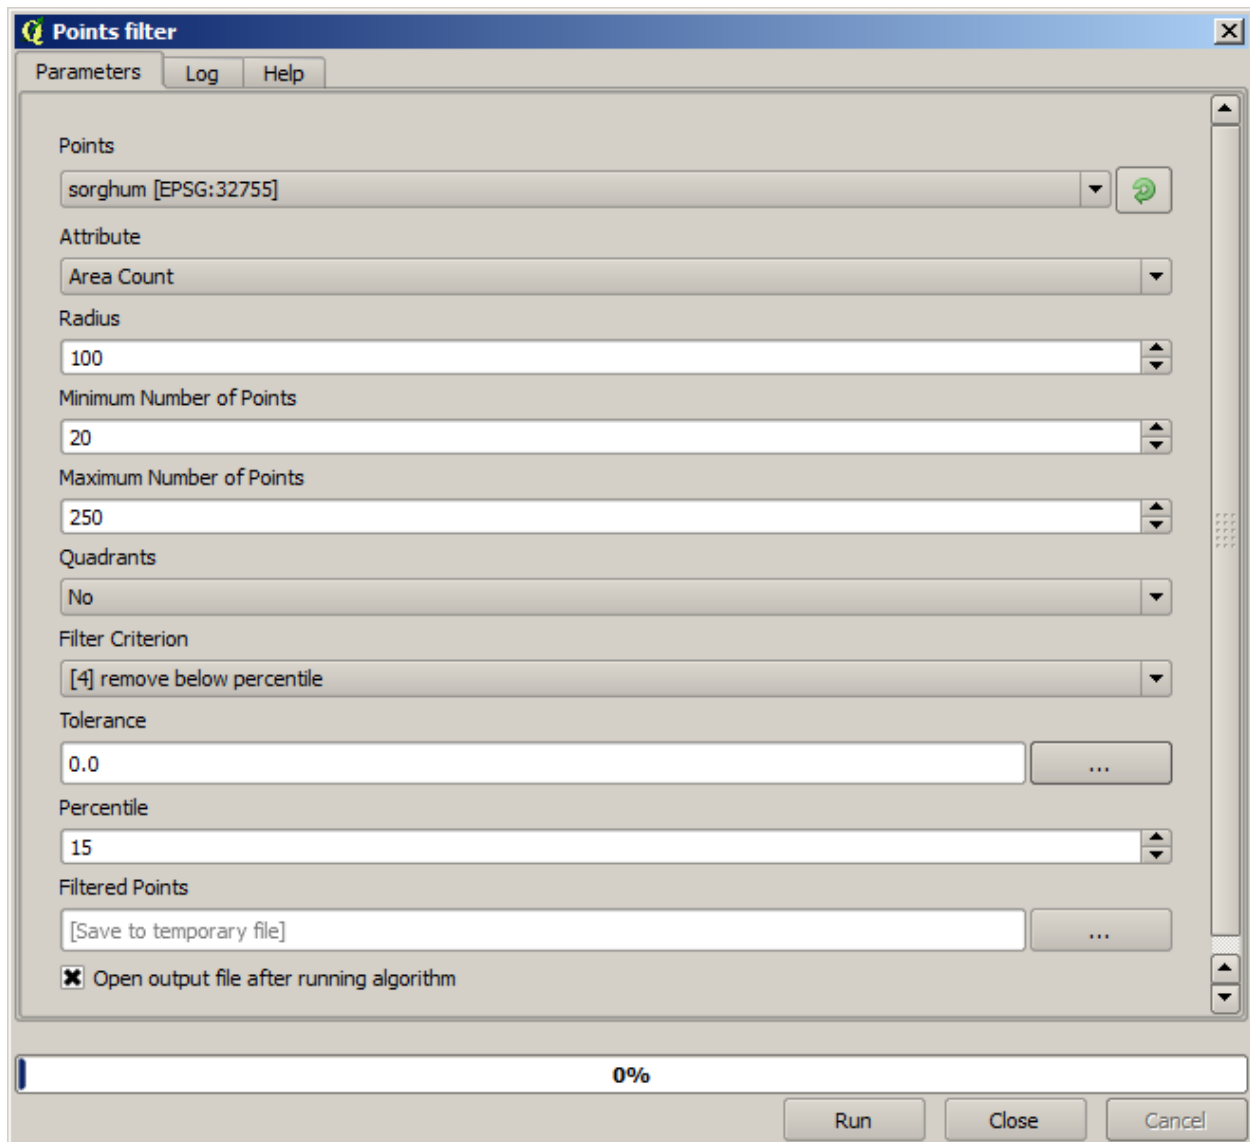 Points filter
Parameters Log Help
Points
sorghum [EPSG:32755]
Attribute
Area Count
Radius
100
Minimum Number of Points
20
Maximum Number of Points
250
Quadrants
No
Filter Criterion
[4] remove below percentile
Tolerance
0.0 ...
Percentile
15
Filtered Points
[Save to temporary file] ...
Open output file after running algorithm
0%
Run Close Cancel